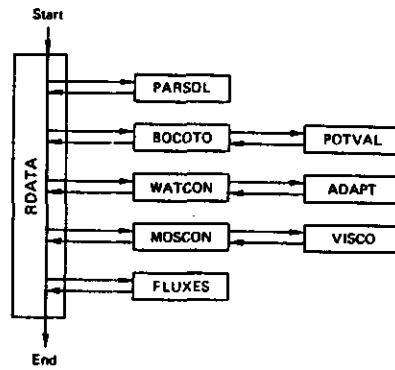 Start
RDATA
PARSOL
BOCOTO
POTVAL
WATCON
ADAPT
MOSCON
VISCO
FLUXES
End